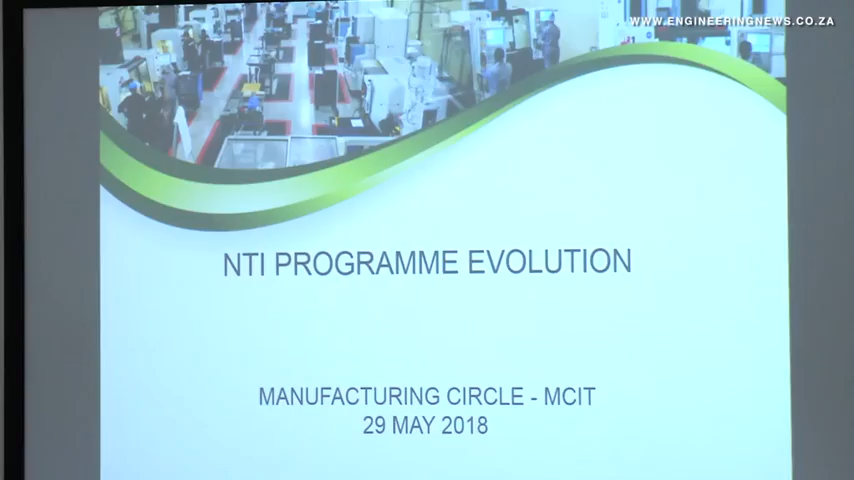 WWW.ENGINEERINGNEWS.CO.ZA
NTI PROGRAMME EVOLUTION
MANUFACTURING CIRCLE - MCIT
29 MAY 2018